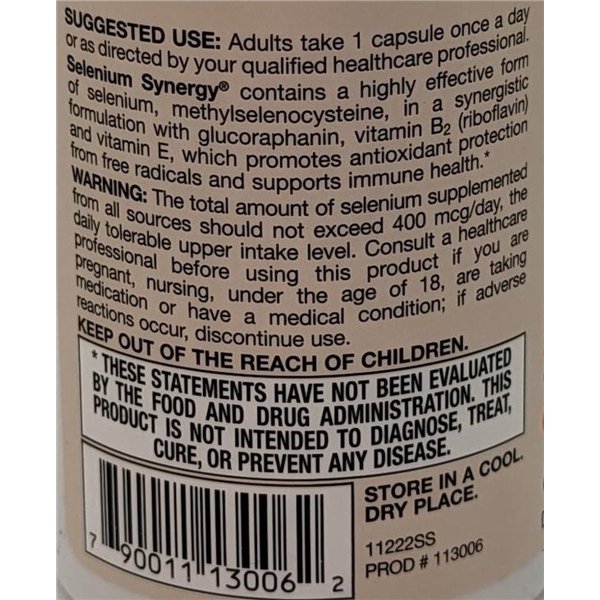 SUGGESTED USE: Adults take 1 capsule once a day
or as directed by your qualified healthcare professional.
Selenium Synergy® contains a highly effective form
of selenium, methylselenocysteine, in a synergistic
formulation with glucoraphanin, vitamin B₂ (riboflavin)
and vitamin E, which promotes antioxidant protection
from free radicals and supports immune health.*
WARNING: The total amount of selenium supplemented
from all sources should not exceed 400 mcg/day, the
daily tolerable upper intake level. Consult a healthcare
professional before using this product if you are
pregnant, nursing, under the age of 18, are taking
medication or have a medical condition; if adverse
reactions occur, discontinue use.
KEEP OUT OF THE REACH OF CHILDREN.
*THESE STATEMENTS HAVE NOT BEEN EVALUATED
BY THE FOOD AND DRUG ADMINISTRATION. THIS
PRODUCT IS NOT INTENDED TO DIAGNOSE, TREAT,
CURE, OR PREVENT ANY DISEASE.
STORE IN A COOL.
DRY PLACE.
11222SS
PROD # 113006
7 90011 13006 2